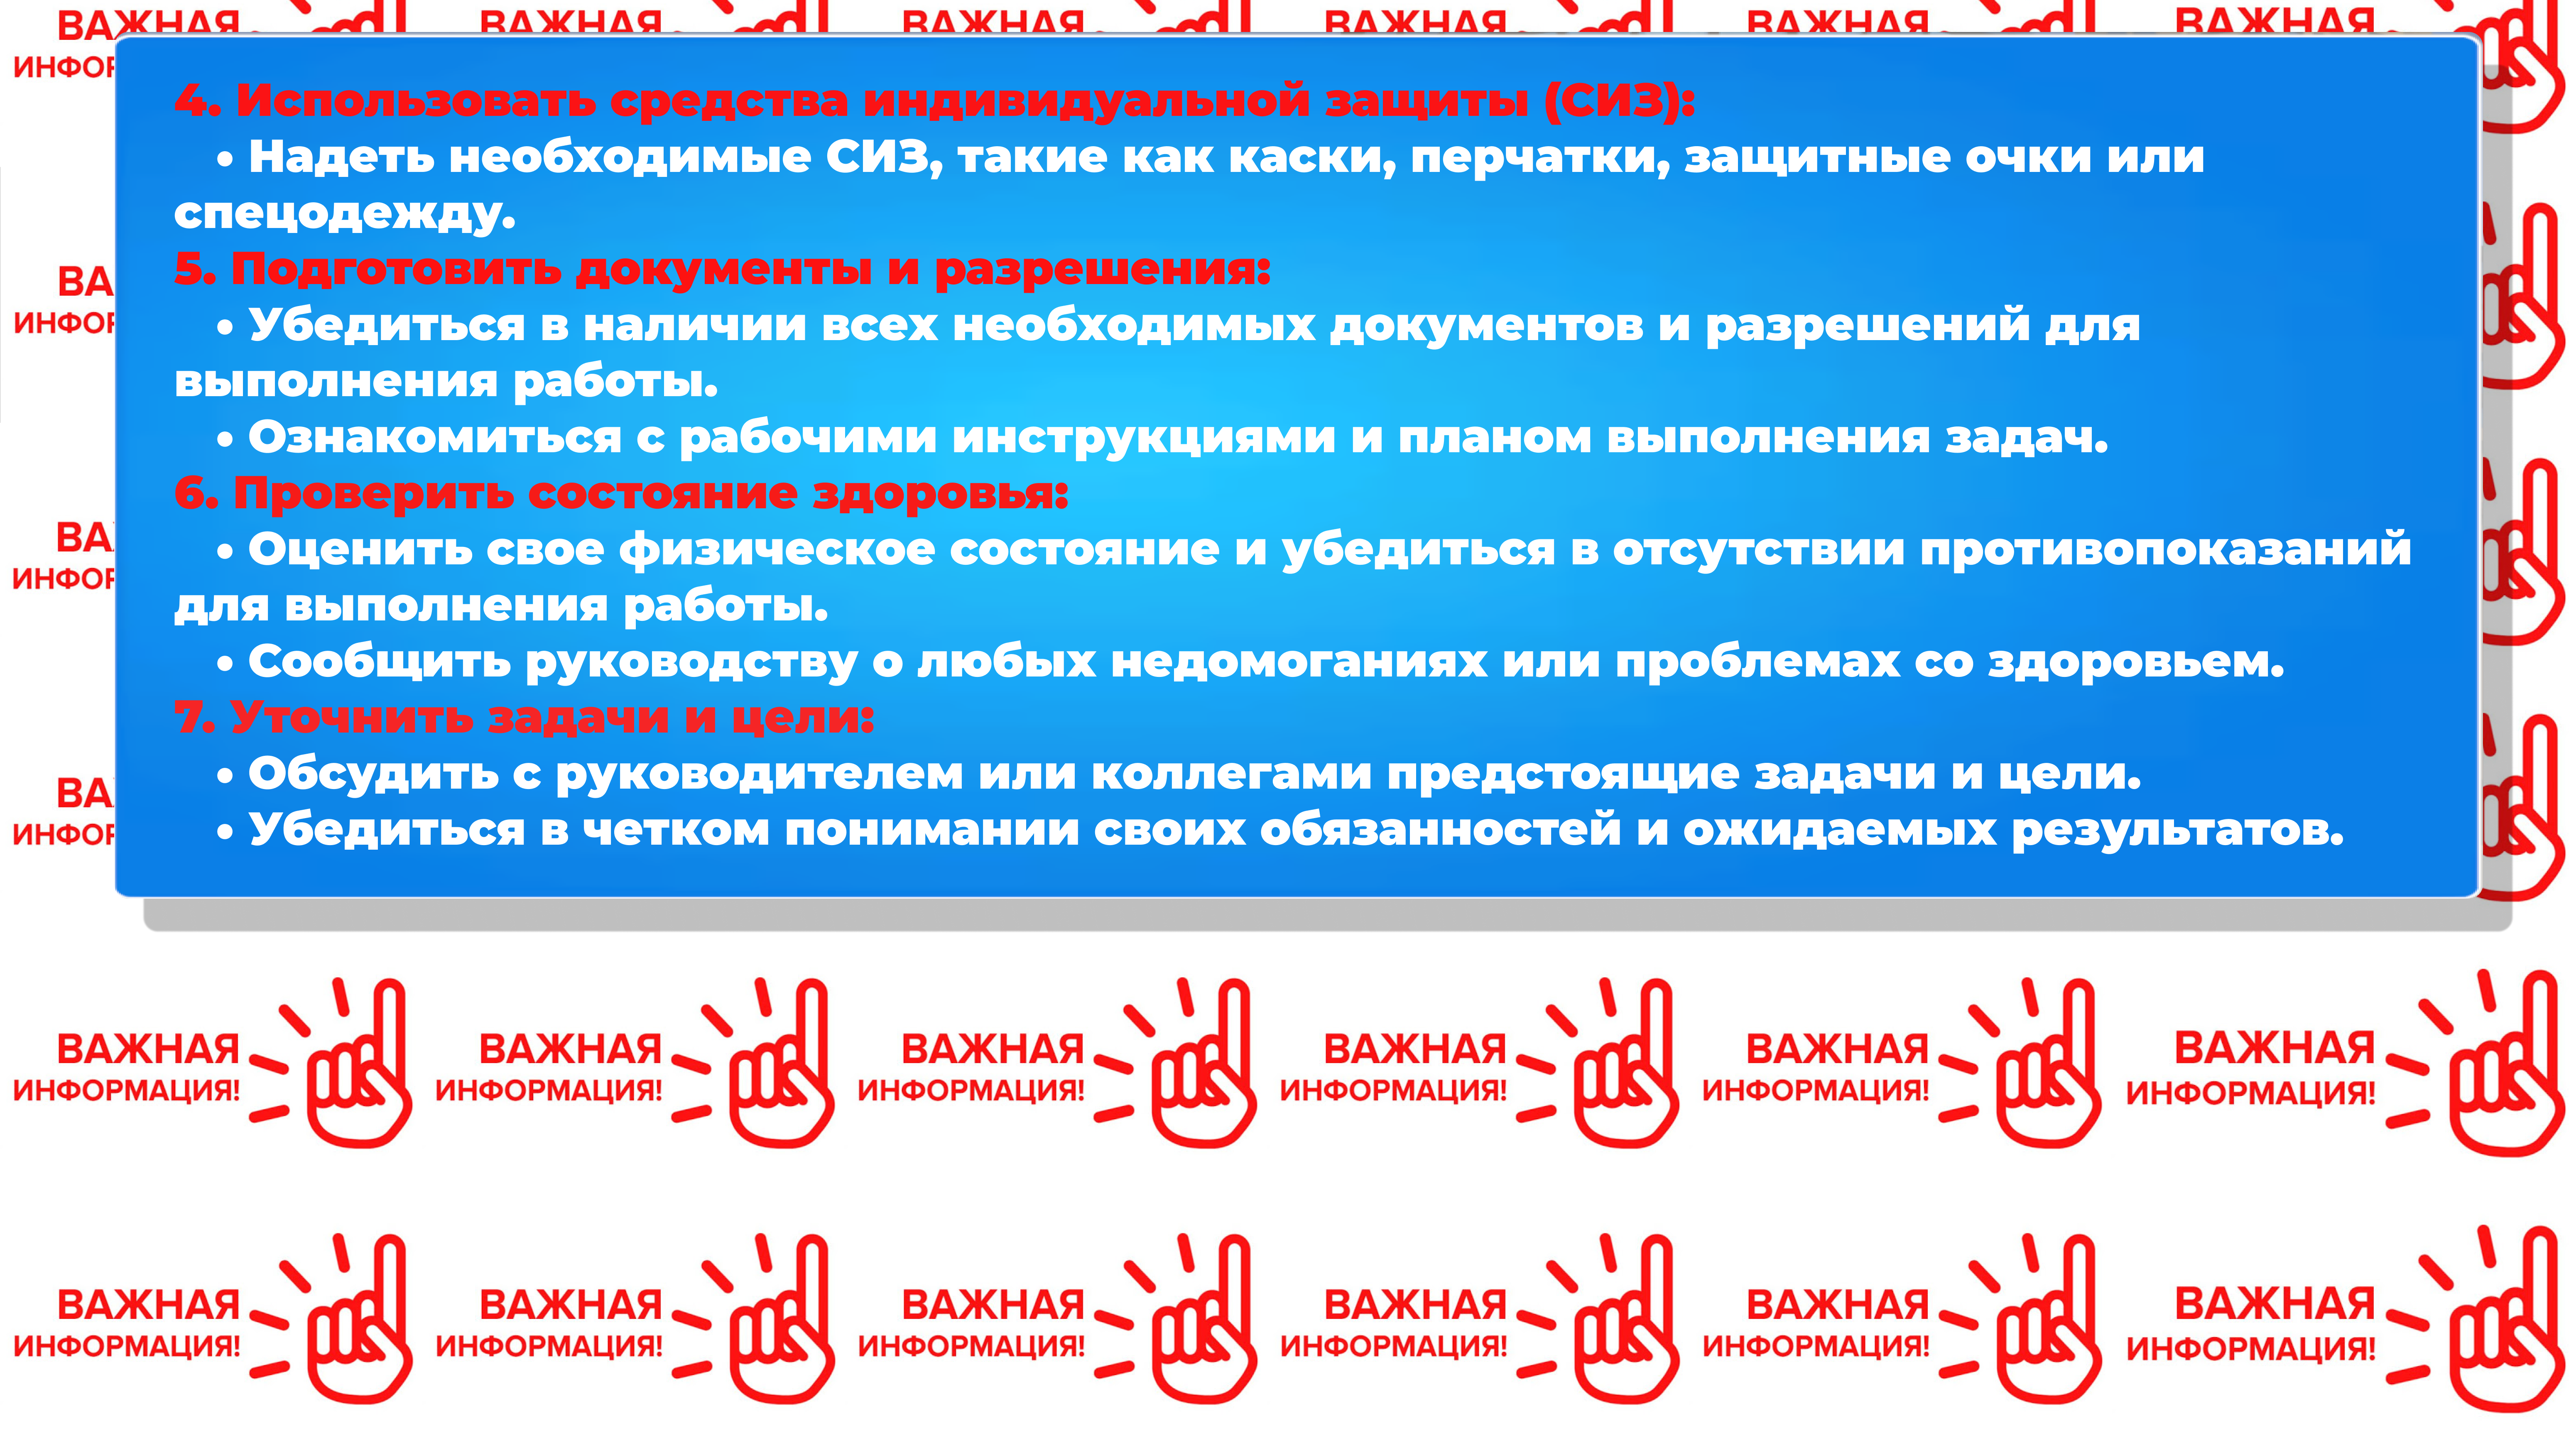 ВАЖНАЯ ВАЖНАЯ ВАЖНАЯ ВАЖНАЯ ВАЖНАЯ ВАЖНАЯ
ИНФОР
4. Использовать средства индивидуальной защиты (СИЗ):
• Надеть необходимые СИЗ, такие как каски, перчатки, защитные очки или
спецодежду.
5. Подготовить документы и разрешения:
• Убедиться в наличии всех необходимых документов и разрешений для
выполнения работы.
• Ознакомиться с рабочими инструкциями и планом выполнения задач.
6. Проверить состояние здоровья:
• Оценить свое физическое состояние и убедиться в отсутствии противопоказаний
для выполнения работы.
• Сообщить руководству о любых недомоганиях или проблемах со здоровьем.
7. Уточнить задачи и цели:
• Обсудить с руководителем или коллегами предстоящие задачи и цели.
• Убедиться в четком понимании своих обязанностей и ожидаемых результатов.
ВА
ИНФОР
ВА
ИНФОР
ВА
ИНФОР
ВАЖНАЯ ВАЖНАЯ ВАЖНАЯ ВАЖНАЯ ВАЖНАЯ ВАЖНАЯ
ИНФОРМАЦИЯ! ИНФОРМАЦИЯ! ИНФОРМАЦИЯ! ИНФОРМАЦИЯ! ИНФОРМАЦИЯ! ИНФОРМАЦИЯ!
ВАЖНАЯ ВАЖНАЯ ВАЖНАЯ ВАЖНАЯ ВАЖНАЯ ВАЖНАЯ
ИНФОРМАЦИЯ! ИНФОРМАЦИЯ! ИНФОРМАЦИЯ! ИНФОРМАЦИЯ! ИНФОРМАЦИЯ! ИНФОРМАЦИЯ!